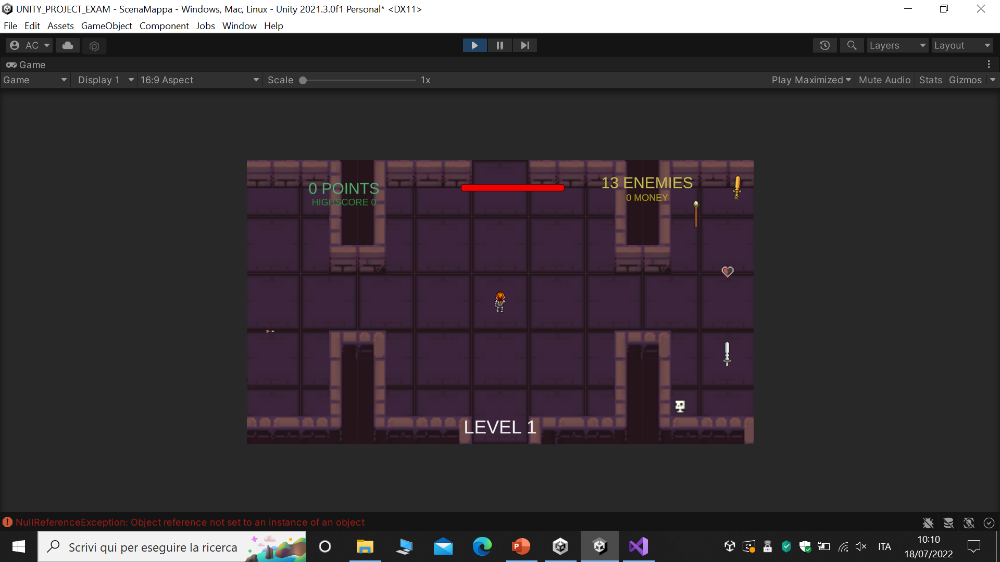 UNITY_PROJECT_EXAM - ScenaMappa - Windows, Mac, Linux - Unity 2021.3.0f1 Personal* <DX11>
File Edit Assets GameObject Component Jobs Window Help
AC Layers Layout
Game
Game Display 1 16:9 Aspect Scale 1x Play Maximized Mute Audio Stats Gizmos
0 POINTS
HIGHSCORE 0
13 ENEMIES
0 MONEY
LEVEL 1
NullReferenceException: Object reference not set to an instance of an object
Scrivi qui per eseguire la ricerca
P
ITA
10:10
18/07/2022